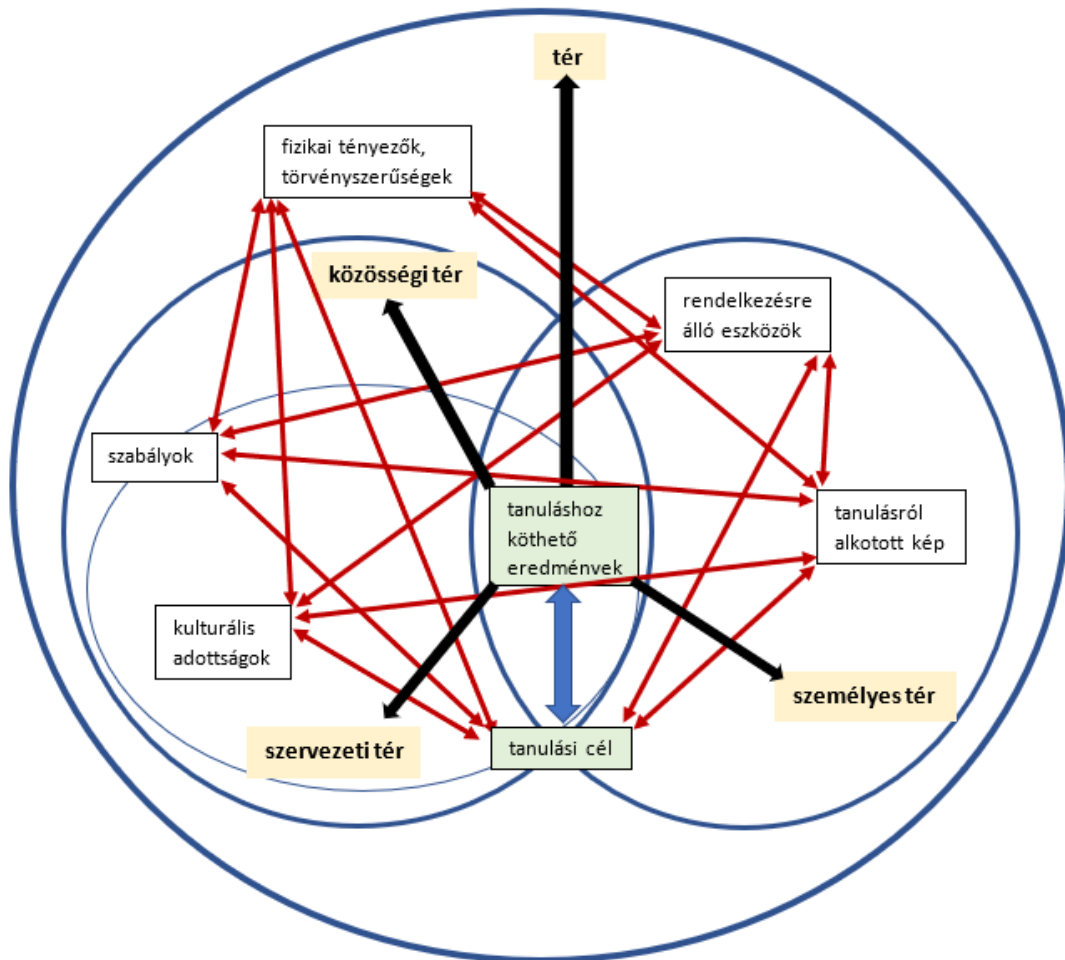 tér
fizikai tényezők,
törvényszerűségek
közösségi tér
rendelkezésre
álló eszközök
szabályok
tanuláshoz
köthető
eredmények
tanulásról
alkotott kép
kulturális
adottságok
személyes tér
szervezeti tér
tanulási cél